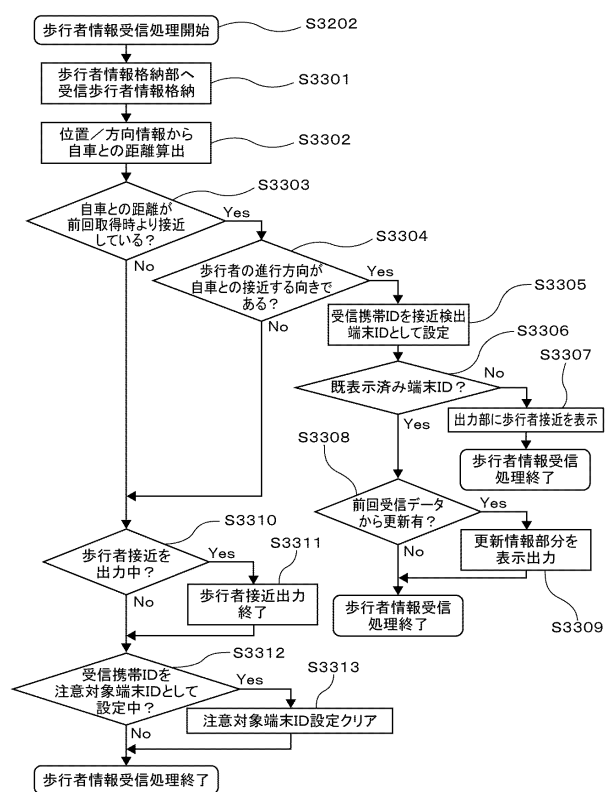 歩行者情報受信処理開始
S3202
歩行者情報格納部へ
受信歩行者情報格納
S3301
位置／方向情報から
自車との距離算出
S3302
自車との距離が
前回取得時より接近
している？
S3303
Yes
No
歩行者の進行方向が
自車との接近する向きで
ある？
S3304
Yes
No
受信携帯IDを接近検出
端末IDとして設定
S3305
既表示済み端末ID？
S3306
No
Yes
出力部に歩行者接近を表示
S3307
歩行者情報受信
処理終了
前回受信データ
から更新有？
S3308
Yes
No
更新情報部分を
表示出力
S3309
歩行者情報受信
処理終了
歩行者接近を
出力中？
S3310
Yes
No
歩行者接近出力
終了
S3311
受信携帯IDを
注意対象端末IDとして
設定中？
S3312
Yes
No
注意対象端末ID設定クリア
S3313
歩行者情報受信処理終了